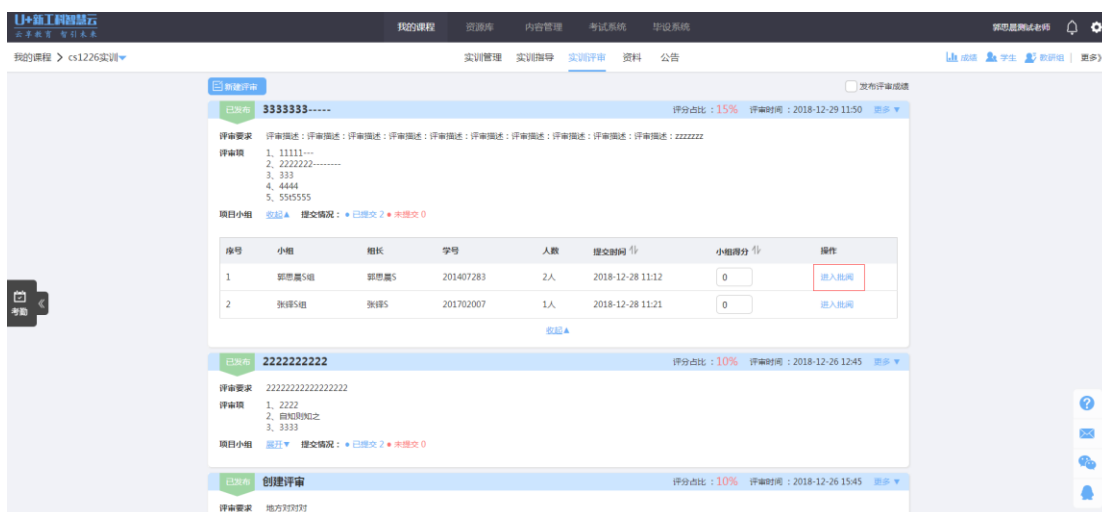 U+新工科智慧云
云享教育 智引未来
我的课程 资源库 内容管理 考试系统 毕设系统
郭思晨测试老师
我的课程 > cs1226实训
实训管理 实训指导 实训评审 资料 公告
成绩 学生 教研组 | 更多》
新建评审
发布评审成绩
已发布 3333333----- 评分占比：15% 评审时间：2018-12-29 11:50 更多▼
评审要求 评审描述：评审描述：评审描述：评审描述：评审描述：评审描述：评审描述：评审描述：评审描述：评审描述：zzzzzzz
评审项 1、11111---
2、2222222--------
3、333
4、4444
5、55t5555
项目小组 收起▲ 提交情况：●已提交 2 ●未提交 0
序号 小组 组长 学号 人数 提交时间 小组得分 操作
1 郭思晨S组 郭思晨S 201407283 2人 2018-12-28 11:12 0 进入批阅
2 张铎S组 张铎S 201702007 1人 2018-12-28 11:21 0 进入批阅
收起▲
考勤
已发布 2222222222 评分占比：10% 评审时间：2018-12-26 12:45 更多▼
评审要求 22222222222222222
评审项 1、2222
2、自知则知之
3、3333
项目小组 展开▼ 提交情况：●已提交 2 ●未提交 0
已发布 创建评审 评分占比：10% 评审时间：2018-12-26 15:45 更多▼
评审要求 地方对对对